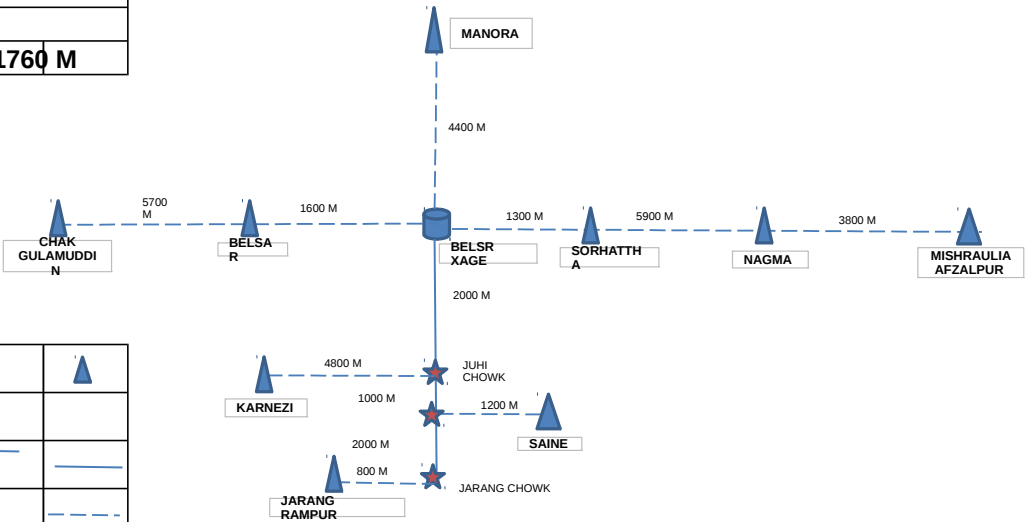 MANORA
1760 M
4400 M
5700
M
1600 M
1300 M
5900 M
3800 M
CHAK
GULAMUDDI
N
BELSA
R
BELSR
XAGE
SORHATTH
A
NAGMA
MISHRAULIA
AFZALPUR
2000 M
4800 M
JUHI
CHOWK
1000 M
1200 M
KARNEZI
SAINE
2000 M
800 M
JARANG CHOWK
JARANG
RAMPUR